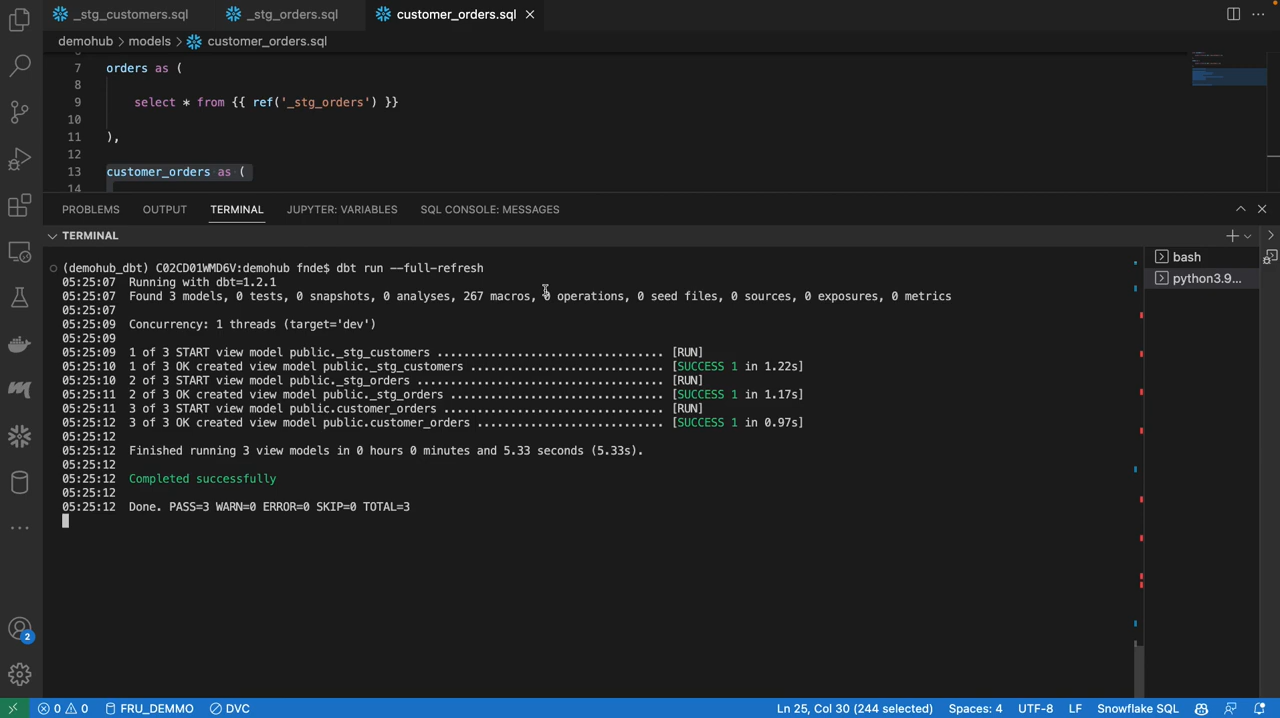 _stg_customers.sql _stg_orders.sql customer_orders.sql
demohub > models > customer_orders.sql
7 orders as (
8
9 select * from {{ ref('_stg_orders') }}
10
11 ),
12
13 customer_orders as (
14
PROBLEMS OUTPUT TERMINAL JUPYTER: VARIABLES SQL CONSOLE: MESSAGES
TERMINAL
bash
python3.9...
(demohub_dbt) C02CD01WMD6V:demohub fnde$ dbt run --full-refresh
05:25:07 Running with dbt=1.2.1
05:25:07 Found 3 models, 0 tests, 0 snapshots, 0 analyses, 267 macros, 0 operations, 0 seed files, 0 sources, 0 exposures, 0 metrics
05:25:07
05:25:09 Concurrency: 1 threads (target='dev')
05:25:09
05:25:09 1 of 3 START view model public._stg_customers ................................. [RUN]
05:25:10 1 of 3 OK created view model public._stg_customers ............................ [SUCCESS 1 in 1.22s]
05:25:10 2 of 3 START view model public._stg_orders .................................... [RUN]
05:25:11 2 of 3 OK created view model public._stg_orders ............................... [SUCCESS 1 in 1.17s]
05:25:11 3 of 3 START view model public.customer_orders ................................ [RUN]
05:25:12 3 of 3 OK created view model public.customer_orders ........................... [SUCCESS 1 in 0.97s]
05:25:12
05:25:12 Finished running 3 view models in 0 hours 0 minutes and 5.33 seconds (5.33s).
05:25:12
05:25:12 Completed successfully
05:25:12
05:25:12 Done. PASS=3 WARN=0 ERROR=0 SKIP=0 TOTAL=3
2
0 0 FRU_DEMMO DVC Ln 25, Col 30 (244 selected) Spaces: 4 UTF-8 LF Snowflake SQL